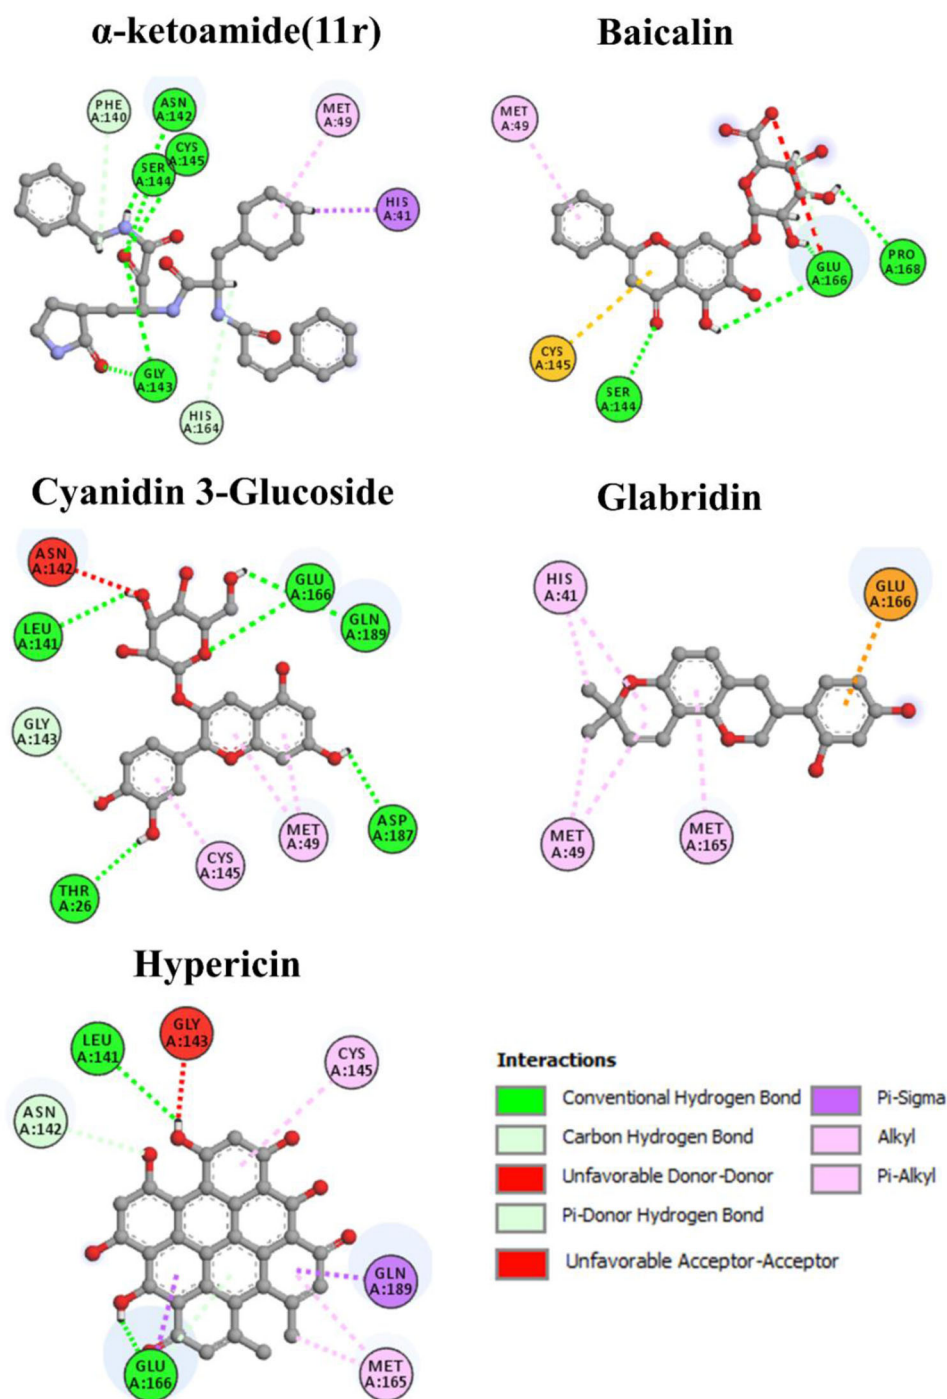 α-ketoamide(11r)
Baicalin
PHE
A:140
ASN
A:142
CYS
A:145
SER
A:144
MET
A:49
HIS
A:41
GLY
A:143
HIS
A:164
MET
A:49
GLU
A:166
PRO
A:168
CYS
A:145
SER
A:144
Cyanidin 3-Glucoside
Glabridin
ASN
A:142
LEU
A:141
GLU
A:166
GLN
A:189
GLY
A:143
ASP
A:187
MET
A:49
CYS
A:145
THR
A:26
HIS
A:41
GLU
A:166
MET
A:49
MET
A:165
Hypericin
LEU
A:141
GLY
A:143
CYS
A:145
ASN
A:142
GLN
A:189
GLU
A:166
MET
A:165
Interactions
Conventional Hydrogen Bond
Carbon Hydrogen Bond
Unfavorable Donor-Donor
Pi-Donor Hydrogen Bond
Unfavorable Acceptor-Acceptor
Pi-Sigma
Alkyl
Pi-Alkyl